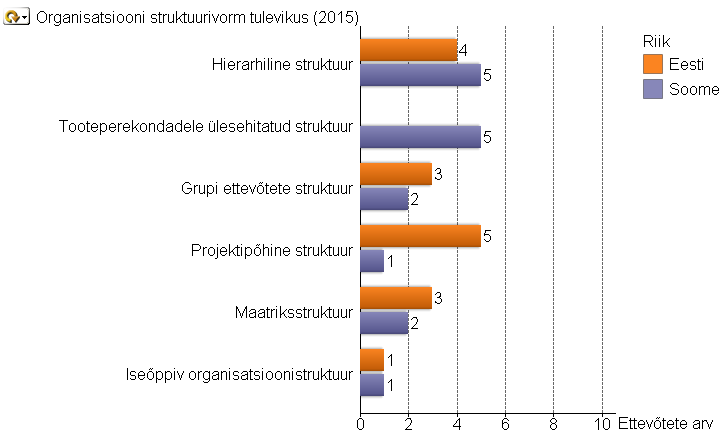 Organisatsiooni struktuurivorm tulevikus (2015)
Riik
Eesti
Soome
Hierarhiline struktuur
4
5
Tooteperekondadele ülesehitatud struktuur
5
Grupi ettevõtete struktuur
3
2
Projektipõhine struktuur
5
1
Maatriksstruktuur
3
2
Iseõppiv organisatsioonistruktuur
1
1
0 2 4 6 8 10 Ettevõtete arv